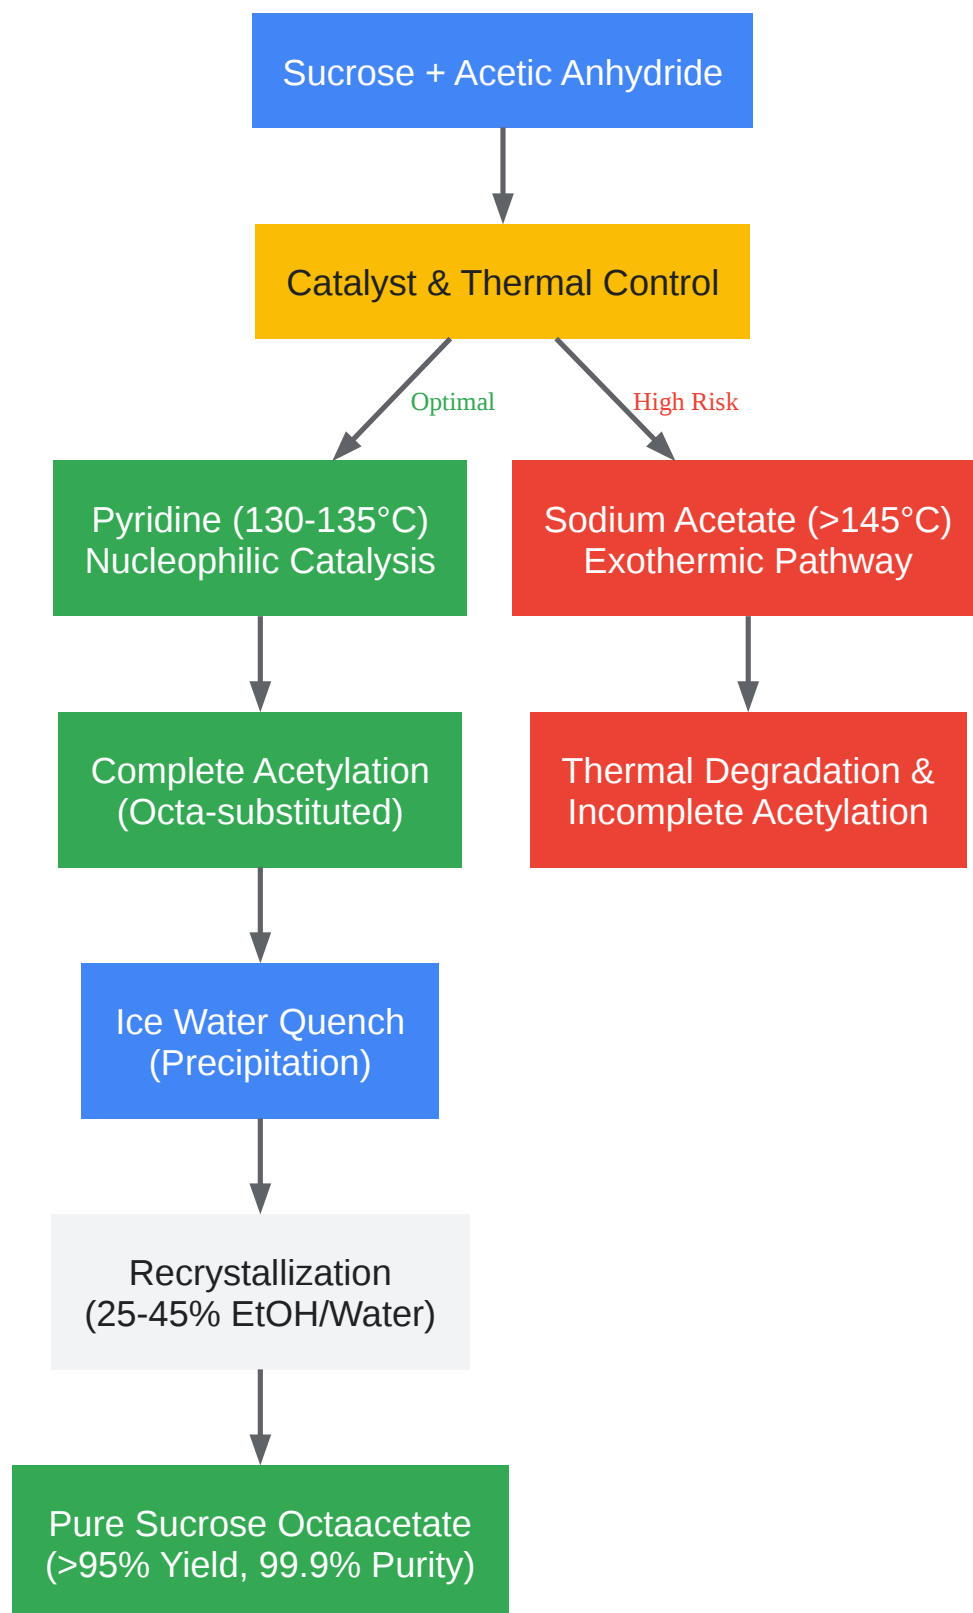 Sucrose + Acetic Anhydride
Catalyst & Thermal Control
Optimal
High Risk
Pyridine (130-135°C)
Nucleophilic Catalysis
Sodium Acetate (>145°C)
Exothermic Pathway
Complete Acetylation
(Octa-substituted)
Thermal Degradation &
Incomplete Acetylation
Ice Water Quench
(Precipitation)
Recrystallization
(25-45% EtOH/Water)
Pure Sucrose Octaacetate
(>95% Yield, 99.9% Purity)